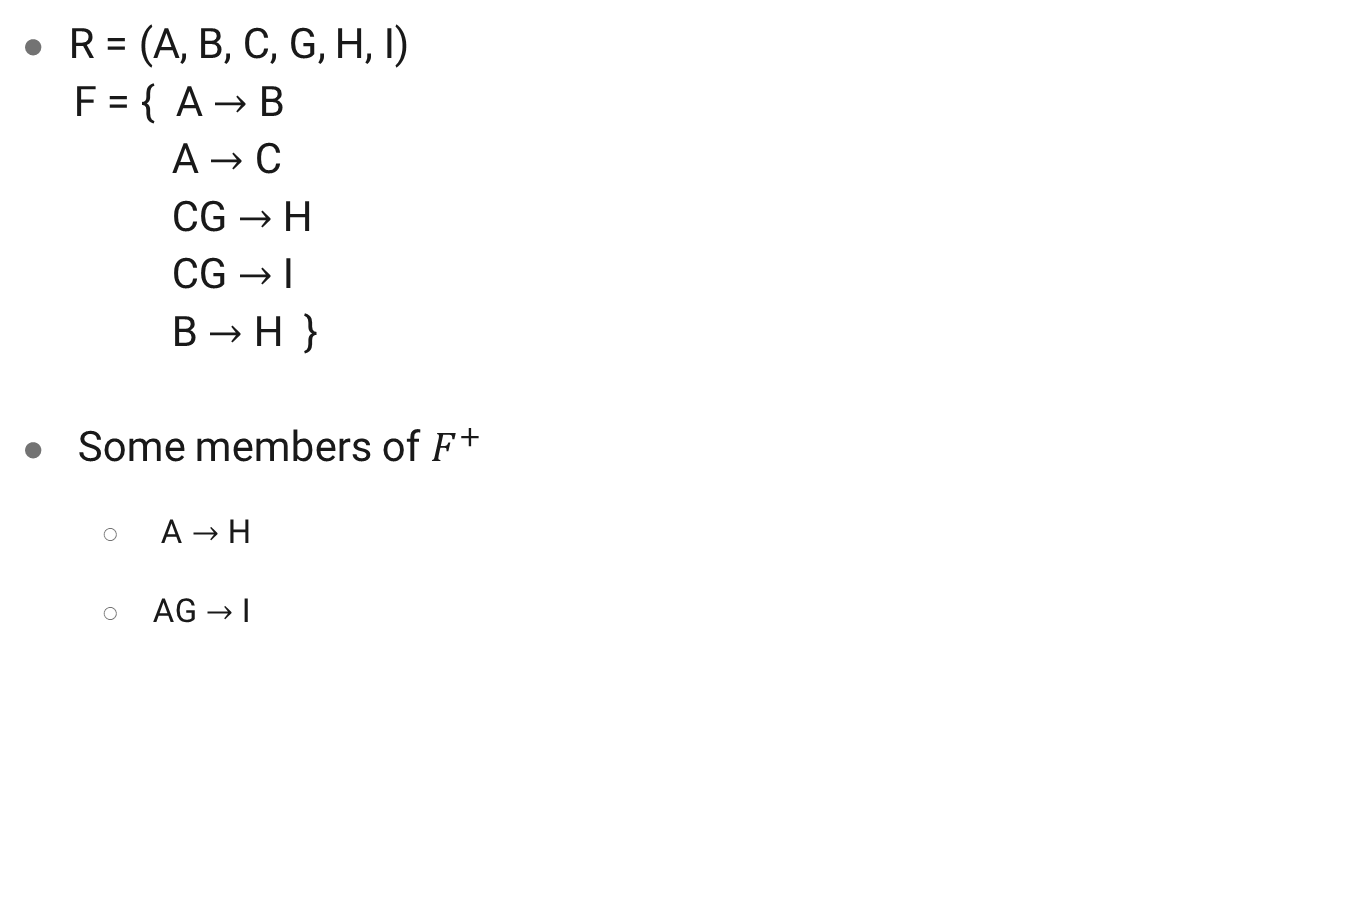 ● R = (A, B, C, G, H, I)
F = { A → B
A → C
CG → H
CG → I
B → H }
● Some members of F⁺
○ A → H
○ AG → I